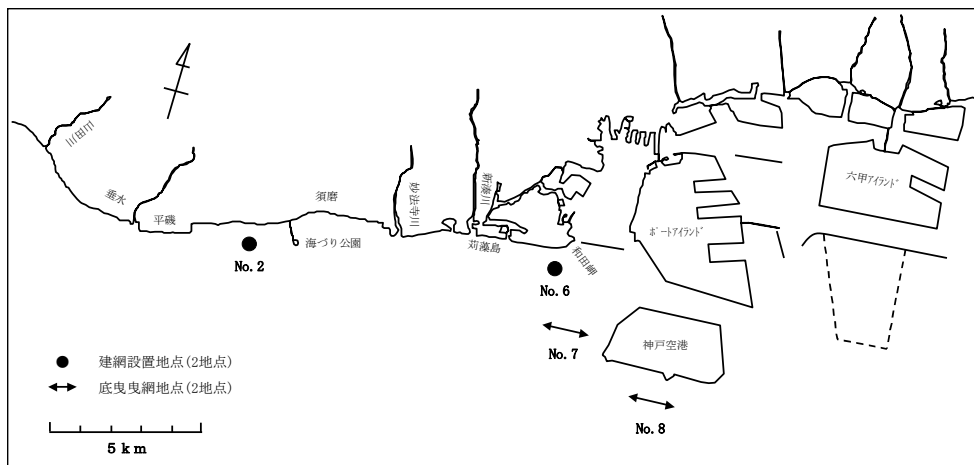 三田川
垂水
平磯
須磨
海づり公園
妙法寺川
新湊川
苅藻島
和田岬
ポートアイランド
六甲アイランド
神戸空港
No. 2
No. 6
No. 7
No. 8
建網設置地点(2地点)
底曳曳網地点(2地点)
5 km